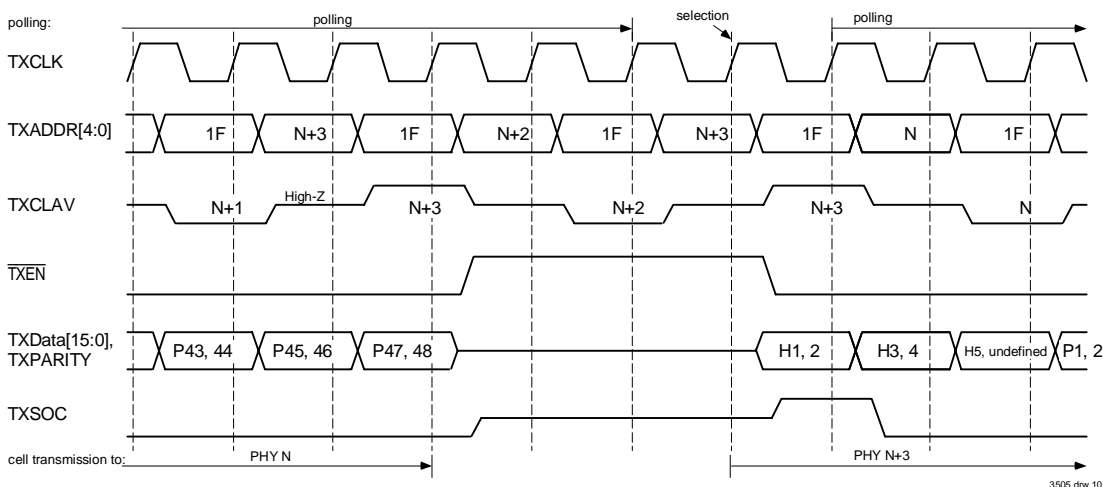 polling: polling selection polling
TXCLK
TXADDR[4:0] 1F N+3 1F N+2 1F N+3 1F N 1F
TXCLAV N+1 High-Z N+3 N+2 N+3 N
TXEN
TXData[15:0],
TXPARITY P43, 44 P45, 46 P47, 48 H1, 2 H3, 4 H5, undefined P1, 2
TXSOC
cell transmission to: PHY N PHY N+3
3505 drw 10